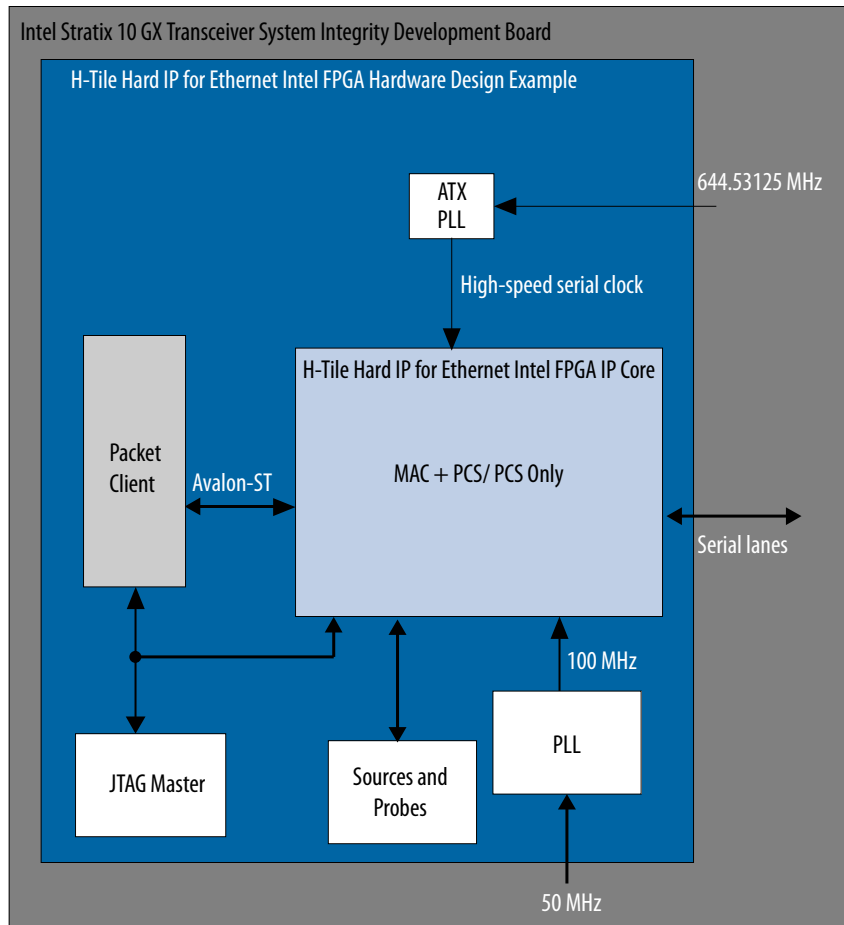 Intel Stratix 10 GX Transceiver System Integrity Development Board
H-Tile Hard IP for Ethernet Intel FPGA Hardware Design Example
644.53125 MHz
ATX
PLL
High-speed serial clock
H-Tile Hard IP for Ethernet Intel FPGA IP Core
Packet
Client
Avalon-ST
MAC + PCS/ PCS Only
Serial lanes
100 MHz
PLL
JTAG Master
Sources and
Probes
50 MHz